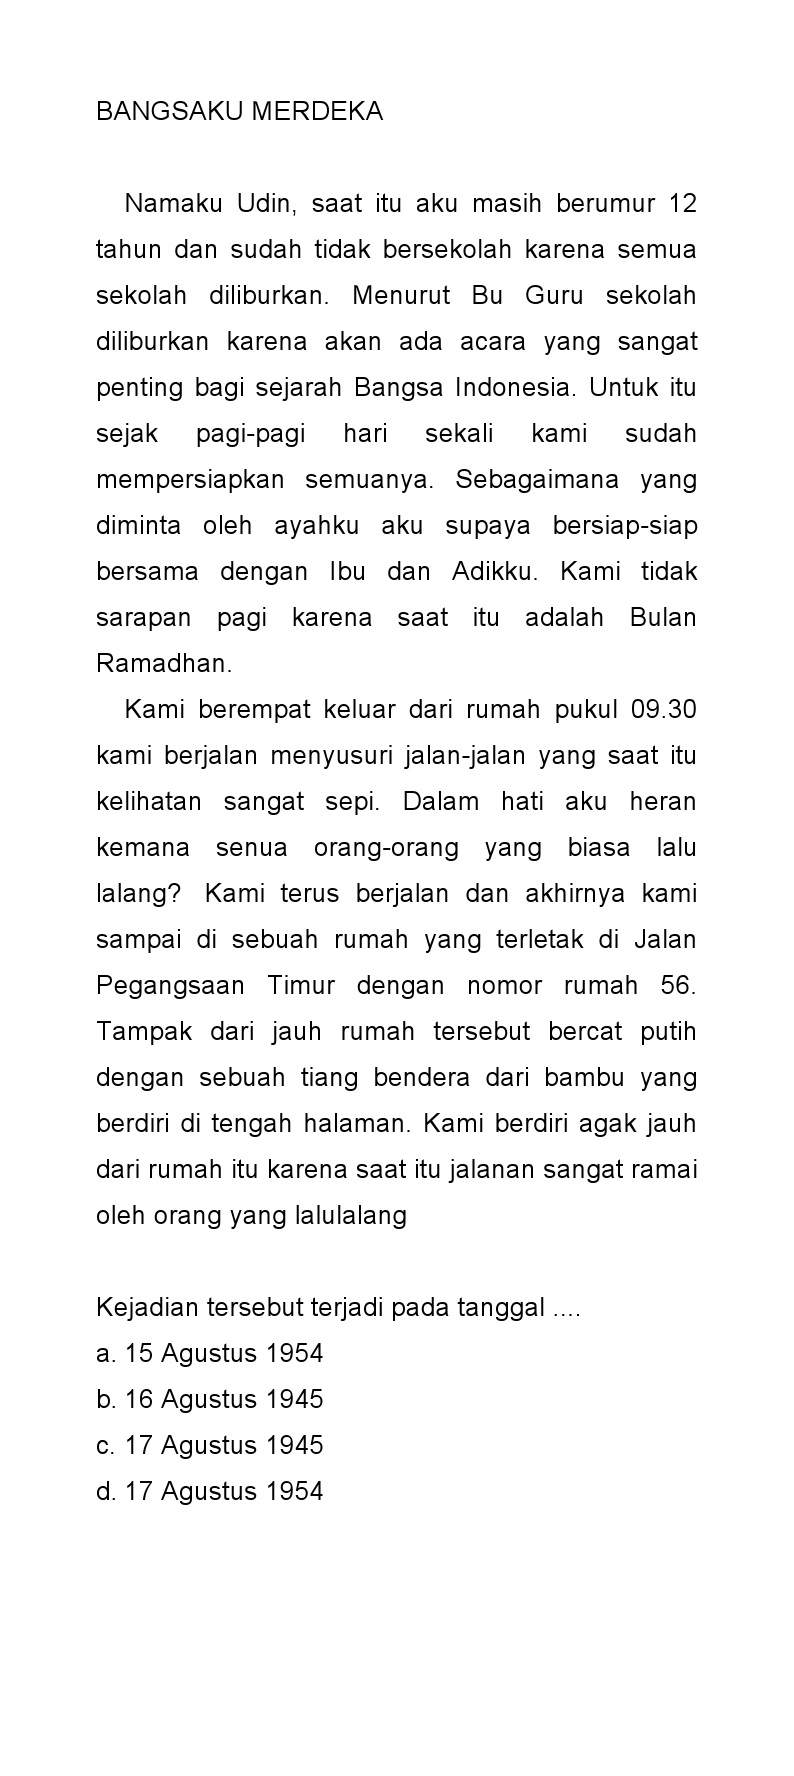 BANGSAKU MERDEKA
Namaku Udin, saat itu aku masih berumur 12
tahun dan sudah tidak bersekolah karena semua
sekolah diliburkan. Menurut Bu Guru sekolah
diliburkan karena akan ada acara yang sangat
penting bagi sejarah Bangsa Indonesia. Untuk itu
sejak pagi-pagi hari sekali kami sudah
mempersiapkan semuanya. Sebagaimana yang
diminta oleh ayahku aku supaya bersiap-siap
bersama dengan Ibu dan Adikku. Kami tidak
sarapan pagi karena saat itu adalah Bulan
Ramadhan.
Kami berempat keluar dari rumah pukul 09.30
kami berjalan menyusuri jalan-jalan yang saat itu
kelihatan sangat sepi. Dalam hati aku heran
kemana senua orang-orang yang biasa lalu
lalang? Kami terus berjalan dan akhirnya kami
sampai di sebuah rumah yang terletak di Jalan
Pegangsaan Timur dengan nomor rumah 56.
Tampak dari jauh rumah tersebut bercat putih
dengan sebuah tiang bendera dari bambu yang
berdiri di tengah halaman. Kami berdiri agak jauh
dari rumah itu karena saat itu jalanan sangat ramai
oleh orang yang lalulalang
Kejadian tersebut terjadi pada tanggal ....
a. 15 Agustus 1954
b. 16 Agustus 1945
c. 17 Agustus 1945
d. 17 Agustus 1954